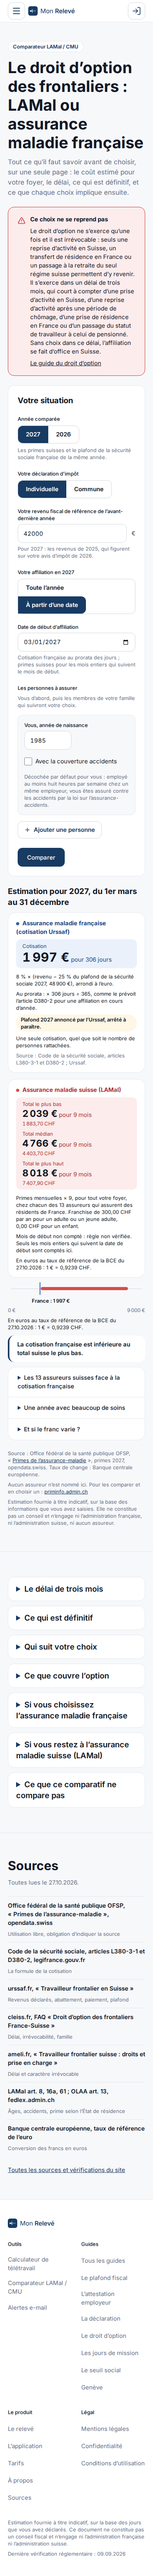 Mon Relevé
Comparateur LAMal / CMU
Le droit d'option
des frontaliers :
LAMal ou
assurance
maladie française
Tout ce qu'il faut savoir avant de choisir,
sur une seule page : les coûts estimés pour
votre foyer, le délai, ce qui est définitif, et
ce que chaque choix implique ensuite.
Ce choix ne se reprend pas
Le droit d'option ne s'exerce qu'une
fois et il est irrévocable : seuls une
reprise d'activité en Suisse, un
transfert de résidence en France ou
un passage à la retraite du seul
régime suisse permettent d'y revenir.
Il s'exerce dans un délai de trois
mois, qui court à compter d'une prise
d'activité en Suisse, d'une reprise
d'activité après une période de
chômage, d'une prise de résidence
en France ou d'un passage du statut
de travailleur à celui de pensionné.
Sans choix dans ce délai, l'affiliation
se fait d'office en Suisse.
Le guide du droit d'option
Votre situation
Année comparée
2027 2026
Les primes suisses et la plafond de la sécurité
sociale française de la même année.
Votre déclaration d'impôt
Individuelle Commune
Votre revenu fiscal de référence de l'avant-
dernière année
42000 €
Pour 2027 : les revenus de 2025, qui figurent
sur votre avis d'impôt de 2026.
Votre affiliation en 2027
Toute l'année
À partir d'une date
Date de début d'affiliation
03/01/2027
Cotisation française au prorata des jours ;
primes suisses pour les mois entiers qui suivent
le mois de début.
Les personnes à assurer
Vous d'abord, puis les membres de votre famille
qui suivront votre choix.
Vous, année de naissance
1985
Avec la couverture accidents
Décochée par défaut pour vous : employé
au moins huit heures par semaine chez un
même employeur, vous êtes assuré contre
les accidents par la loi sur l'assurance-
accidents.
+ Ajouter une personne
Comparer
Estimation pour 2027, du 1er mars
au 31 décembre
Assurance maladie française
(cotisation Urssaf)
Cotisation
1 997 € pour 306 jours
8 % × (revenu − 25 % du plafond de la sécurité
sociale 2027, 48 900 €), arrondi à l'euro.
Au prorata : × 306 jours ÷ 365, comme le prévoit
l'article D380-2 pour une affiliation en cours
d'année.
Plafond 2027 annoncé par l'Urssaf, arrêté à
paraître.
Une seule cotisation, quel que soit le nombre de
personnes rattachées.
Source : Code de la sécurité sociale, articles
L380-3-1 et D380-2 ; Urssaf.
Assurance maladie suisse (LAMal)
Total le plus bas
2 039 € pour 9 mois
1 883,70 CHF
Total médian
4 766 € pour 9 mois
4 403,70 CHF
Total le plus haut
8 018 € pour 9 mois
7 407,90 CHF
Primes mensuelles × 9, pour tout votre foyer,
chez chacun des 13 assureurs qui assurent des
résidents de France. Franchise de 300,00 CHF
par an pour un adulte ou un jeune adulte,
0,00 CHF pour un enfant.
Mois de début non compté : règle non vérifiée.
Seuls les mois entiers qui suivent la date de
début sont comptés ici.
En euros au taux de référence de la BCE du
27.10.2026 : 1 € = 0,9239 CHF.
France : 1 997 €
0 € 9 000 €
En euros au taux de référence de la BCE du
27.10.2026 : 1 € = 0,9239 CHF.
La cotisation française est inférieure au
total suisse le plus bas.
Les 13 assureurs suisses face à la
cotisation française
Une année avec beaucoup de soins
Et si le franc varie ?
Source : Office fédéral de la santé publique OFSP,
« Primes de l'assurance-maladie », primes 2027,
opendata.swiss. Taux de change : Banque centrale
européenne.
Aucun assureur n'est nommé ici. Pour les comparer et
en choisir un : priminfo.admin.ch
Estimation fournie à titre indicatif, sur la base des
informations que vous avez saisies. Elle ne constitue pas
un conseil et n'engage ni l'administration française,
ni l'administration suisse, ni aucun assureur.
Le délai de trois mois
Ce qui est définitif
Qui suit votre choix
Ce que couvre l'option
Si vous choisissez
l'assurance maladie française
Si vous restez à l'assurance
maladie suisse (LAMal)
Ce que ce comparatif ne
compare pas
Sources
Toutes lues le 27.10.2026.
Office fédéral de la santé publique OFSP,
« Primes de l'assurance-maladie »,
opendata.swiss
Utilisation libre, obligation d'indiquer la source
Code de la sécurité sociale, articles L380-3-1 et
D380-2, legifrance.gouv.fr
La formule de la cotisation
urssaf.fr, « Travailleur frontalier en Suisse »
Revenus déclarés, abattement, paiement, plafond
cleiss.fr, FAQ « Droit d'option des frontaliers
France-Suisse »
Délai, irrévocabilité, famille
ameli.fr, « Travailleur frontalier suisse : droits et
prise en charge »
Délai et caractère irrévocable
LAMal art. 8, 16a, 61 ; OLAA art. 13,
fedlex.admin.ch
Âges, accidents, prime selon l'État de résidence
Banque centrale européenne, taux de référence
de l'euro
Conversion des francs en euros
Toutes les sources et vérifications du site
Mon Relevé
Outils Guides
Calculateur de
télétravail
Comparateur LAMal /
CMU
Alertes e-mail
Tous les guides
Le plafond fiscal
L'attestation
employeur
La déclaration
Le droit d'option
Les jours de mission
Le seuil social
Genève
Le produit Légal
Le relevé
L'application
Tarifs
À propos
Sources
Mentions légales
Confidentialité
Conditions d'utilisation
Estimation fournie à titre indicatif, sur la base des jours
que vous avez déclarés. Ce document ne constitue pas
un conseil fiscal et n'engage ni l'administration française
ni l'administration suisse.
Dernière vérification réglementaire : 09.09.2026